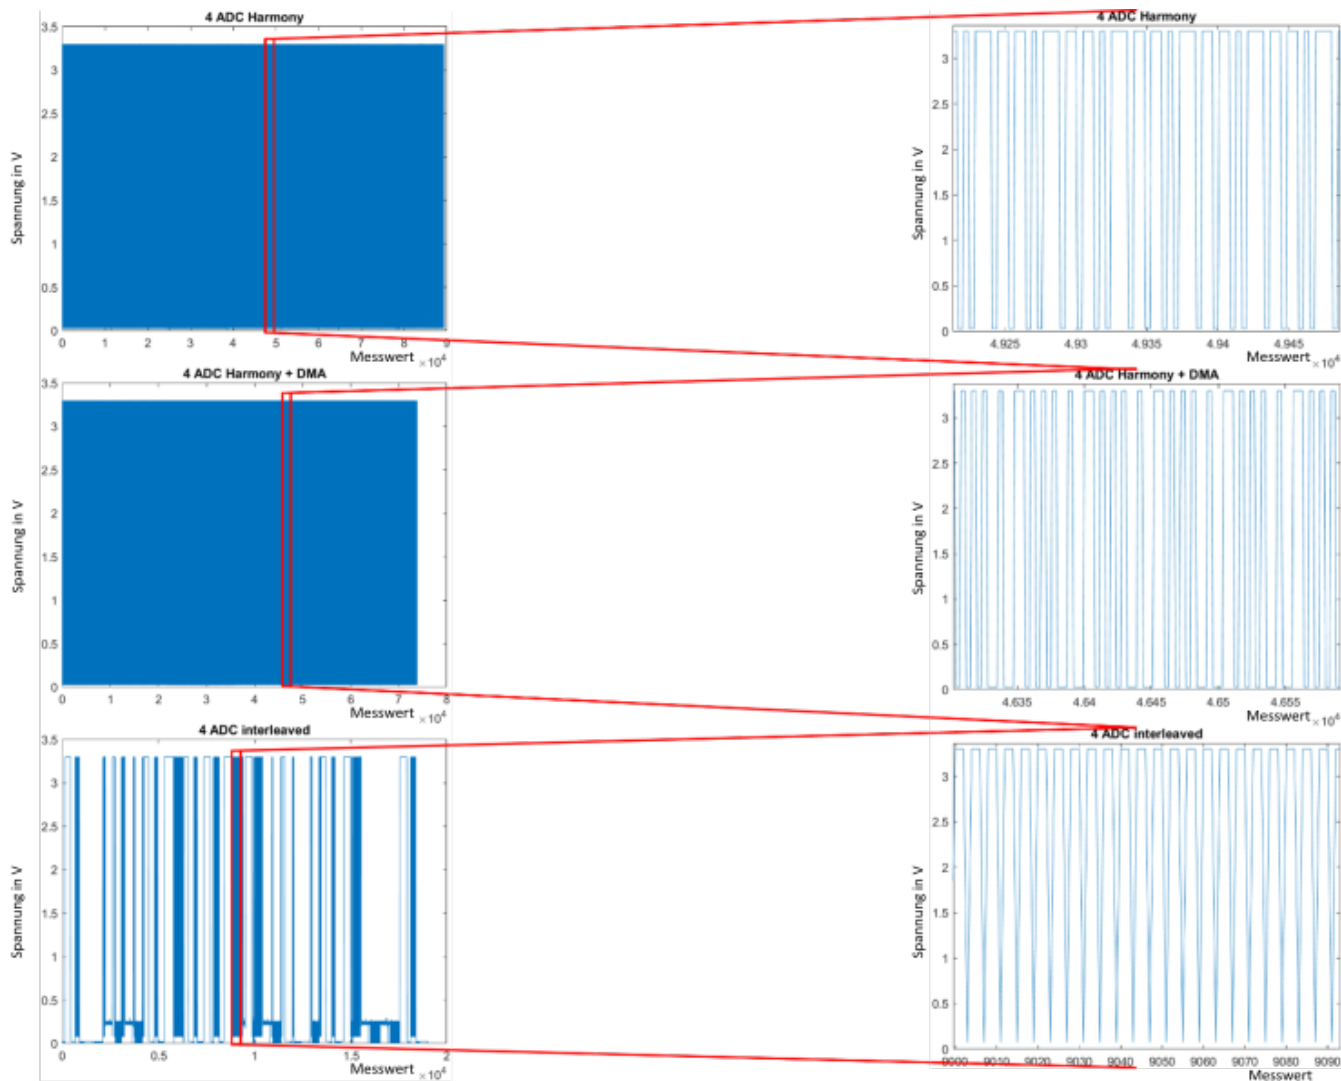 4 ADC Harmony
3.5
3
2.5
2
1.5
1
0.5
0
Spannung in V
0 1 2 3 4 5 6 7 8 9
Messwert ×10⁴
4 ADC Harmony
3
2.5
2
1.5
1
0.5
0
Spannung in V
4.925 4.93 4.935 4.94 4.945
Messwert ×10⁴
4 ADC Harmony + DMA
3.5
3
2.5
2
1.5
1
0.5
0
Spannung in V
0 1 2 3 4 5 6 7 8
Messwert ×10⁴
4 ADC Harmony + DMA
3
2.5
2
1.5
1
0.5
0
Spannung in V
4.635 4.64 4.645 4.65 4.655
Messwert ×10⁴
4 ADC interleaved
3.5
3
2.5
2
1.5
1
0.5
0
Spannung in V
0 0.5 1 1.5 2
Messwert ×10⁴
4 ADC interleaved
3
2.5
2
1.5
1
0.5
0
Spannung in V
9000 9010 9020 9030 9040 9050 9060 9070 9080 9090
Messwert